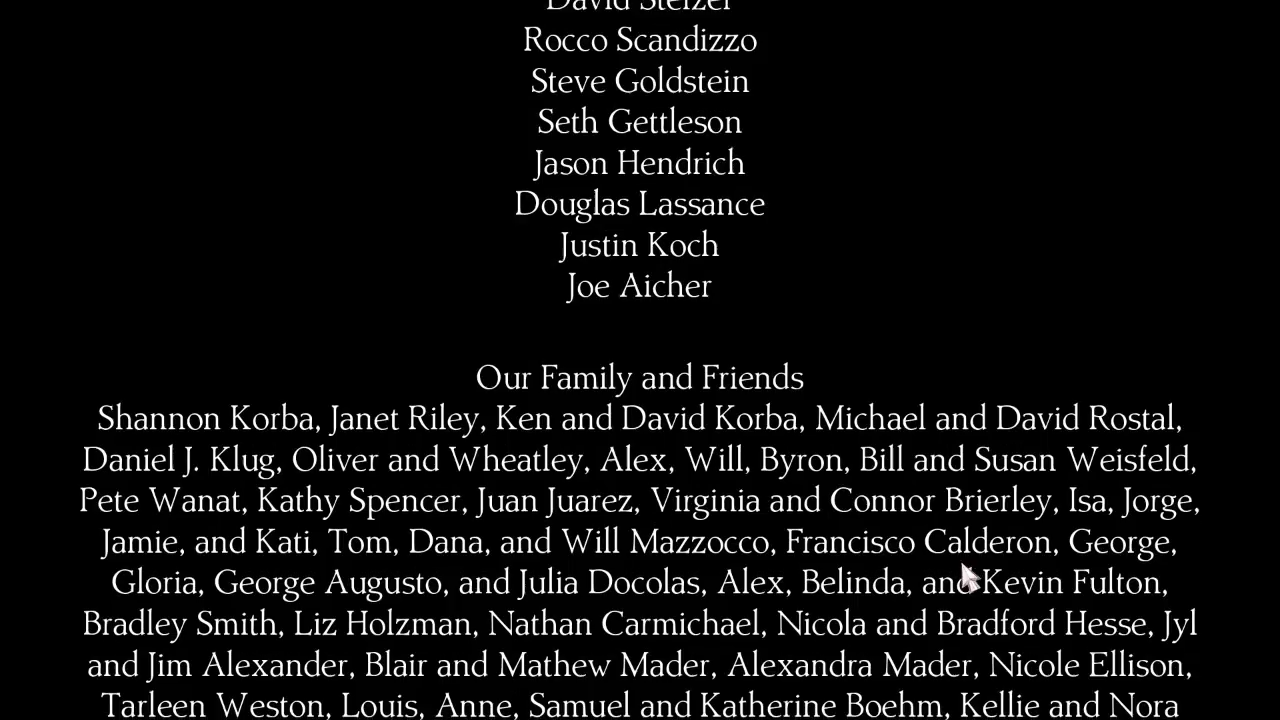 David Stelzer
Rocco Scandizzo
Steve Goldstein
Seth Gettleson
Jason Hendrich
Douglas Lassance
Justin Koch
Joe Aicher
Our Family and Friends
Shannon Korba, Janet Riley, Ken and David Korba, Michael and David Rostal,
Daniel J. Klug, Oliver and Wheatley, Alex, Will, Byron, Bill and Susan Weisfeld,
Pete Wanat, Kathy Spencer, Juan Juarez, Virginia and Connor Brierley, Isa, Jorge,
Jamie, and Kati, Tom, Dana, and Will Mazzocco, Francisco Calderon, George,
Gloria, George Augusto, and Julia Docolas, Alex, Belinda, and Kevin Fulton,
Bradley Smith, Liz Holzman, Nathan Carmichael, Nicola and Bradford Hesse, Jyl
and Jim Alexander, Blair and Mathew Mader, Alexandra Mader, Nicole Ellison,
Tarleen Weston, Louis, Anne, Samuel and Katherine Boehm, Kellie and Nora